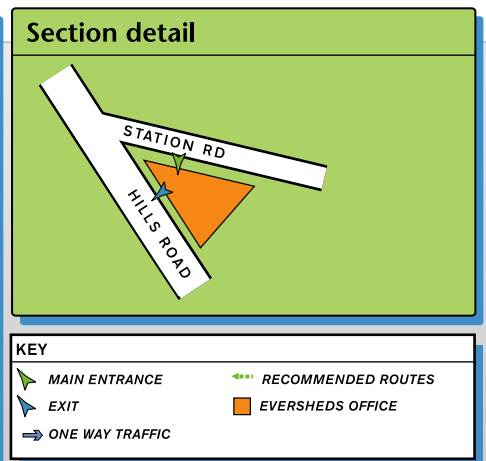 Section detail
STATION RD
HILLS ROAD
KEY
MAIN ENTRANCE
RECOMMENDED ROUTES
EXIT
EVERSHEDS OFFICE
ONE WAY TRAFFIC